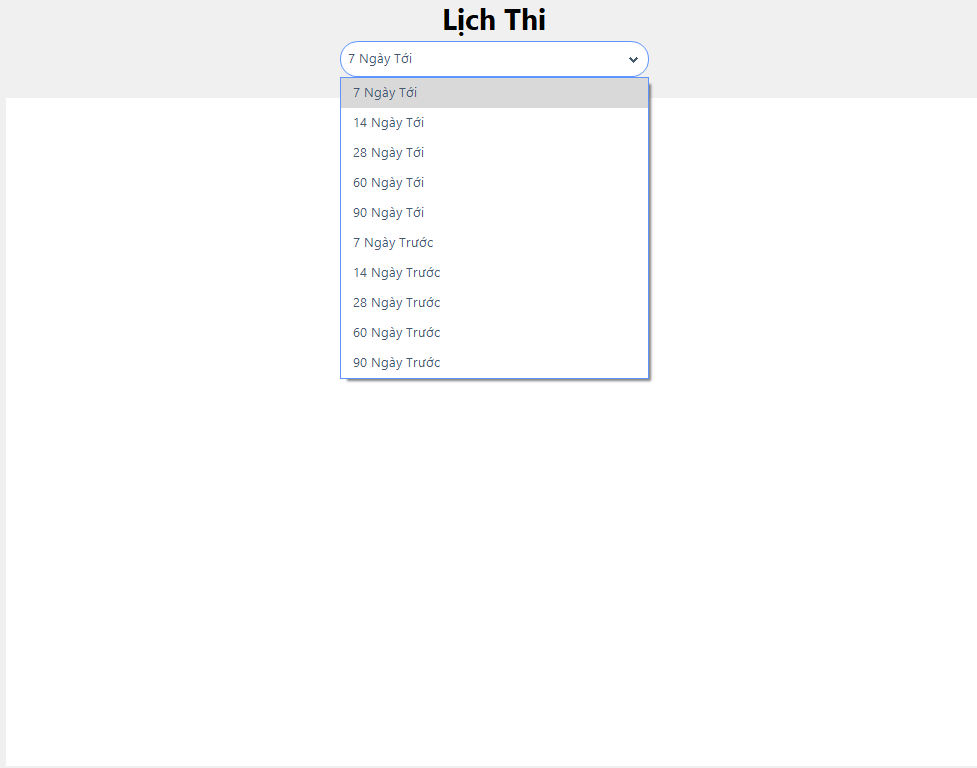 Lịch Thi
7 Ngày Tới
7 Ngày Tới
14 Ngày Tới
28 Ngày Tới
60 Ngày Tới
90 Ngày Tới
7 Ngày Trước
14 Ngày Trước
28 Ngày Trước
60 Ngày Trước
90 Ngày Trước